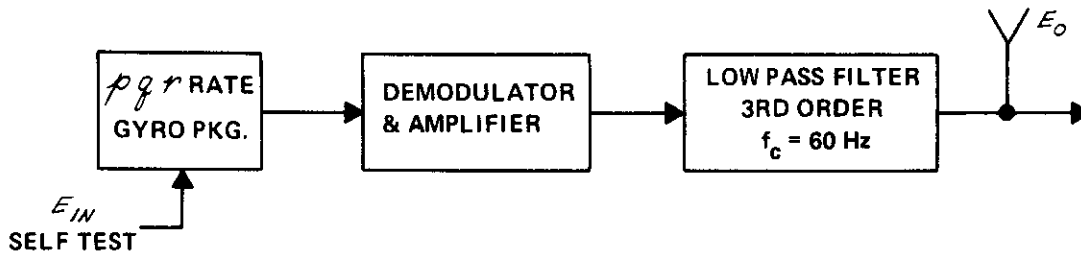 p q r RATE
GYRO PKG.
E_IN
SELF TEST
DEMODULATOR
& AMPLIFIER
LOW PASS FILTER
3RD ORDER
f_c = 60 Hz
E_O